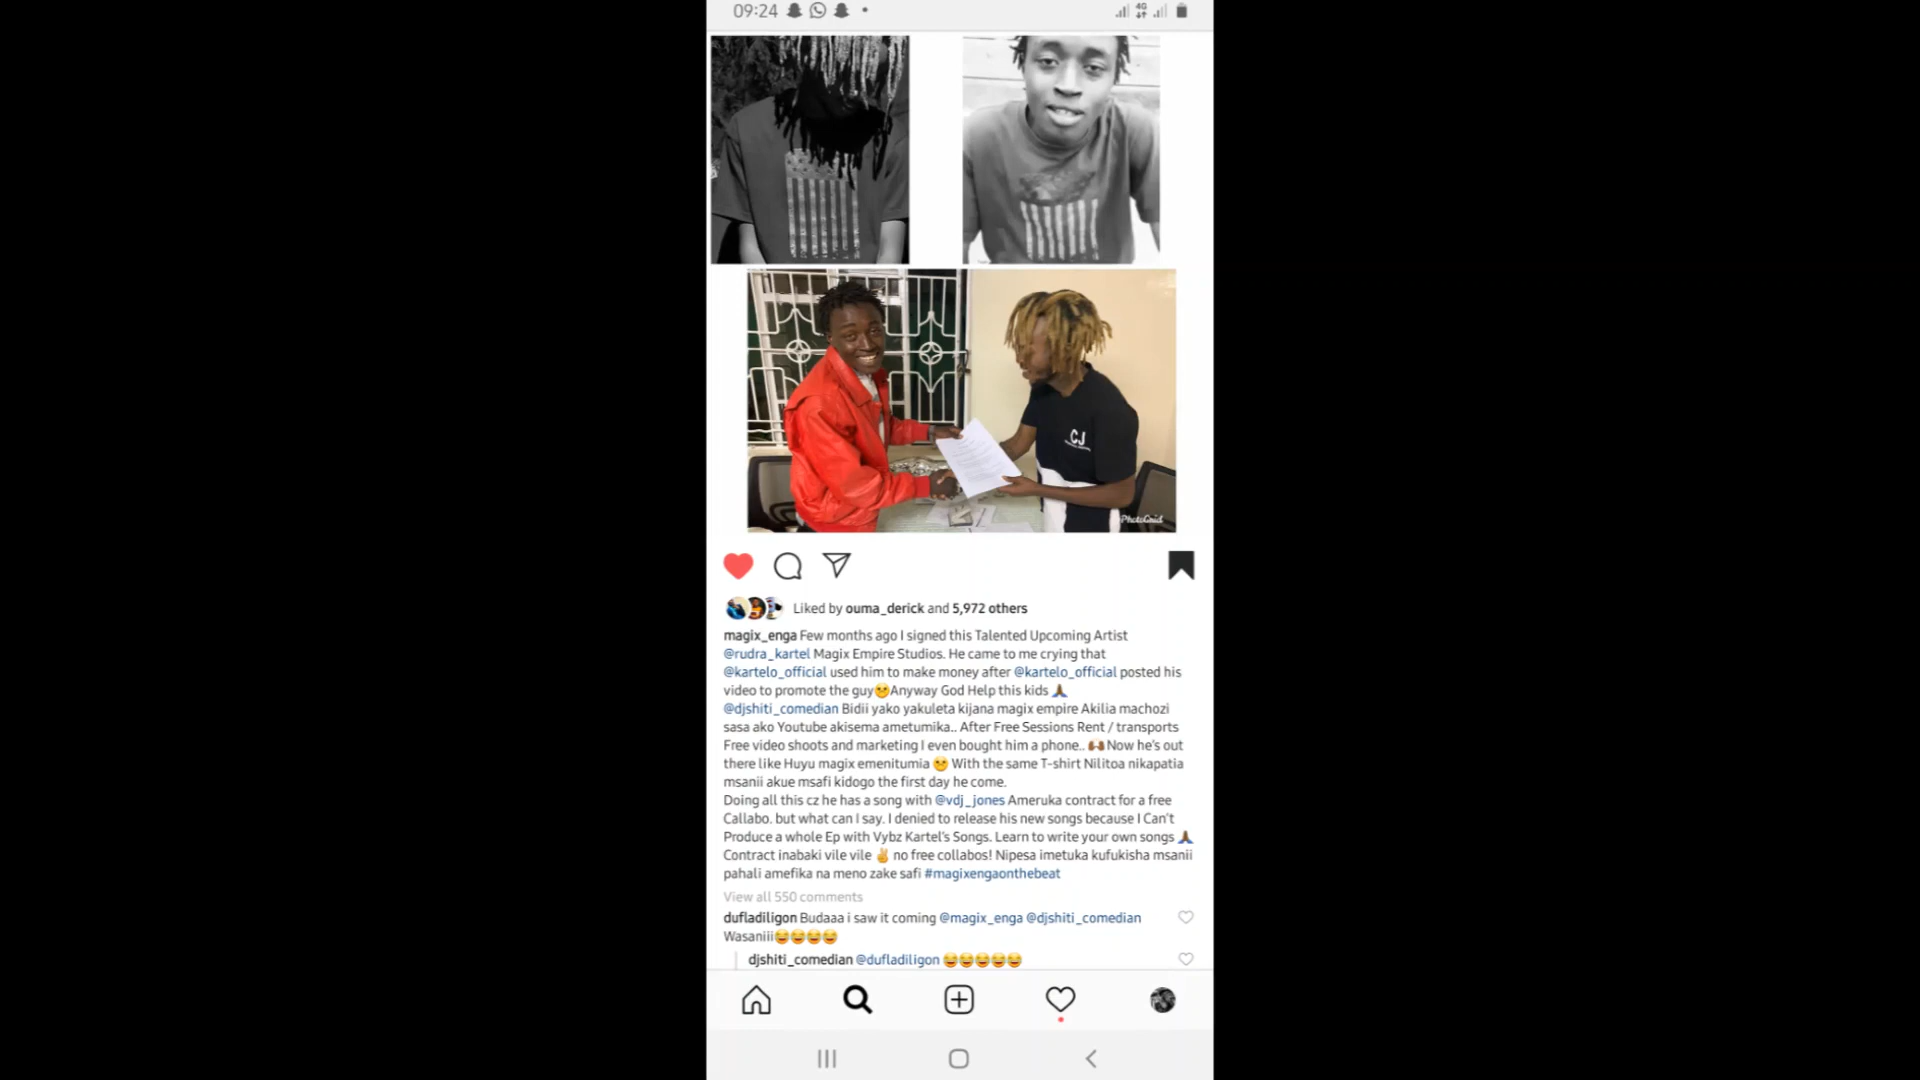 09:24
4G
CJ
PhotoGrid
Liked by ouma_derick and 5,972 others
magix_enga Few months ago I signed this Talented Upcoming Artist
@rudra_kartel Magix Empire Studios. He came to me crying that
@kartelo_official used him to make money after @kartelo_official posted his
video to promote the guy🤫Anyway God Help this kids 🙏🏾
@djshiti_comedian Bidii yako yakuleta kijana magix empire Akilia machozi
sasa ako Youtube akisema ametumika.. After Free Sessions Rent / transports
Free video shoots and marketing I even bought him a phone.. 🙌🏾Now he's out
there like Huyu magix emenitumia 🤫 With the same T-shirt Nilitoa nikapatia
msanii akue msafi kidogo the first day he come.
Doing all this cz he has a song with @vdj_jones Ameruka contract for a free
Callabo. but what can I say. I denied to release his new songs because I Can't
Produce a whole Ep with Vybz Kartel's Songs. Learn to write your own songs 🙏🏾
Contract inabaki vile vile ✌️ no free collabos! Nipesa imetuka kufukisha msanii
pahali amefika na meno zake safi #magixengaonthebeat
View all 550 comments
dufladiligon Budaaa i saw it coming @magix_enga @djshiti_comedian
Wasaniii😂😂😂😂
djshiti_comedian @dufladiligon 😂😂😂😂😂